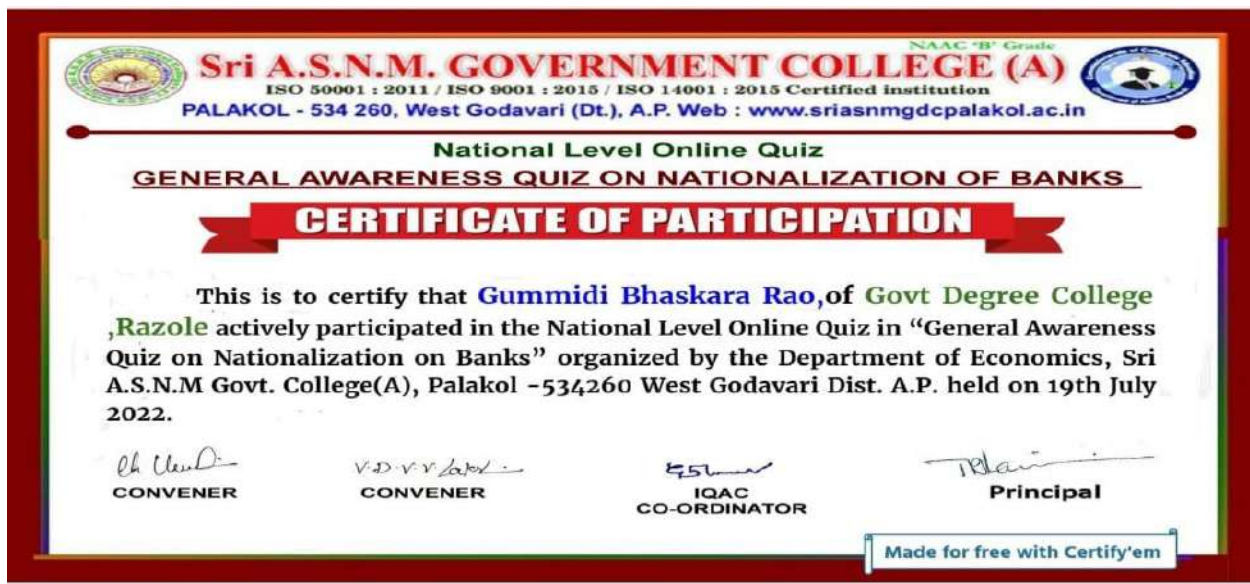 NAAC 'B' Grade
Sri A.S.N.M. GOVERNMENT COLLEGE (A)
ISO 50001 : 2011 / ISO 9001 : 2015 / ISO 14001 : 2015 Certified institution
PALAKOL - 534 260, West Godavari (Dt.), A.P. Web : www.sriasnmgdcpalakol.ac.in
National Level Online Quiz
GENERAL AWARENESS QUIZ ON NATIONALIZATION OF BANKS
CERTIFICATE OF PARTICIPATION
This is to certify that Gummidi Bhaskara Rao,of Govt Degree College
,Razole actively participated in the National Level Online Quiz in “General Awareness
Quiz on Nationalization on Banks” organized by the Department of Economics, Sri
A.S.N.M Govt. College(A), Palakol -534260 West Godavari Dist. A.P. held on 19th July
2022.
CONVENER CONVENER IQAC CO-ORDINATOR Principal
Made for free with Certify'em